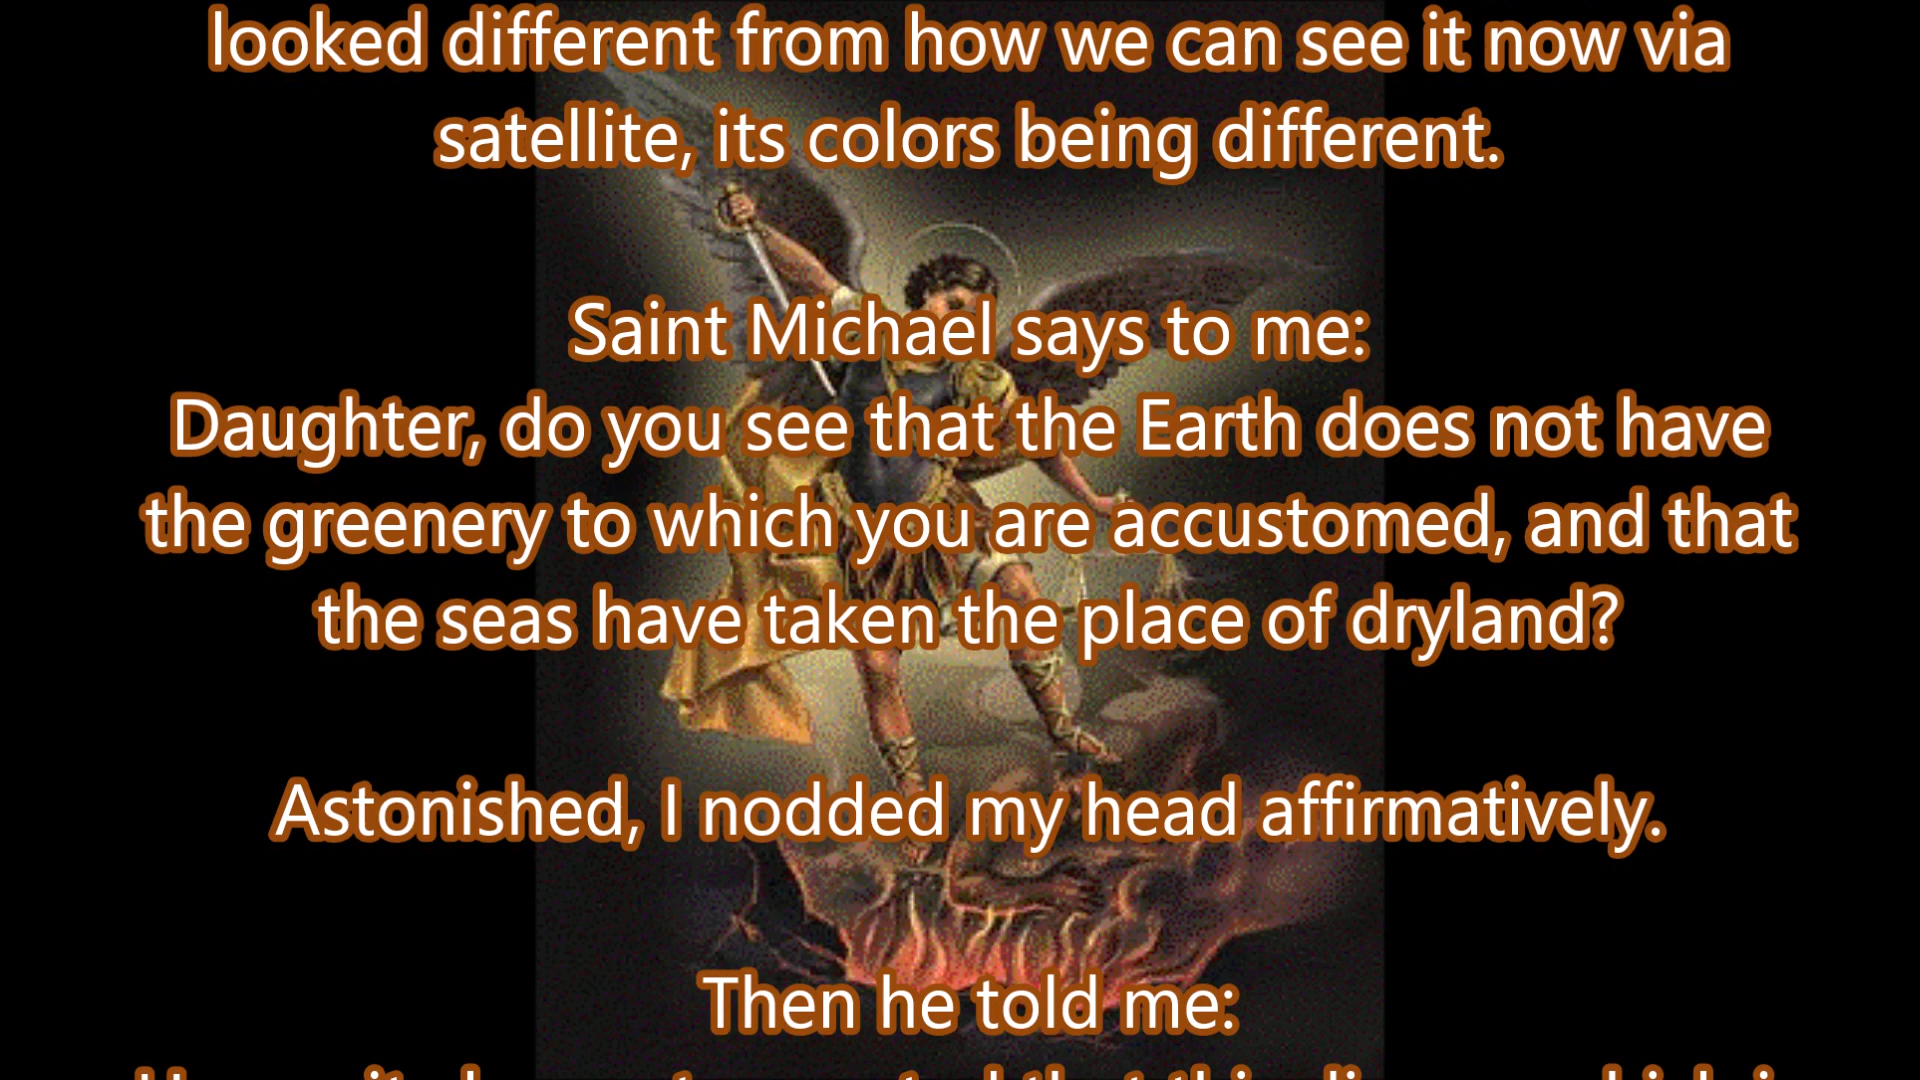 looked different from how we can see it now via
satellite, its colors being different.
Saint Michael says to me:
Daughter, do you see that the Earth does not have
the greenery to which you are accustomed, and that
the seas have taken the place of dryland?
Astonished, I nodded my head affirmatively.
Then he told me: